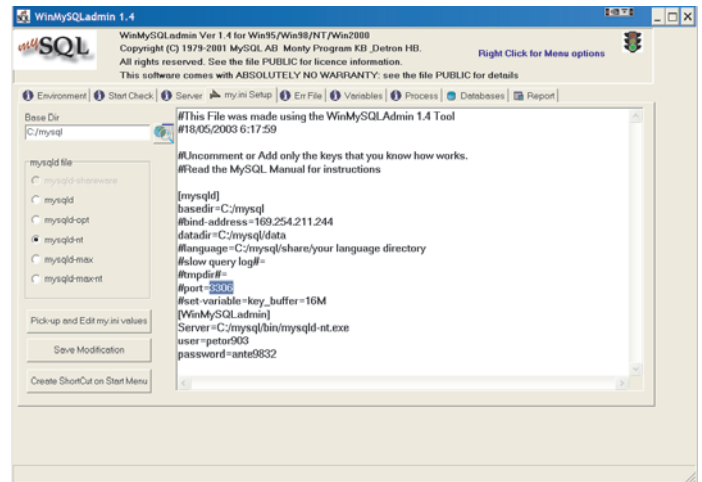 WinMySQLadmin 1.4
mySQL
WinMySQLadmin Ver 1.4 for Win95/Win98/NT/Win2000
Copyright (C) 1979-2001 MySQL AB Monty Program KB ,Detron HB.
All rights reserved. See the file PUBLIC for licence information.
This software comes with ABSOLUTELY NO WARRANTY: see the file PUBLIC for details
Right Click for Menu options
Environment Start Check Server my.ini Setup Err File Variables Process Databases Report
Base Dir
C:/mysql
mysqld file
mysqld-shareware
mysqld
mysqld-opt
mysqld-nt
mysqld-max
mysqld-max-nt
Pick-up and Edit my.ini values
Save Modification
Create ShortCut on Start Menu
#This File was made using the WinMySQLAdmin 1.4 Tool
#18/05/2003 6:17:59
#Uncomment or Add only the keys that you know how works.
#Read the MySQL Manual for instructions
[mysqld]
basedir=C:/mysql
#bind-address=169.254.211.244
datadir=C:/mysql/data
#language=C:/mysql/share/your language directory
#slow query log#=
#tmpdir#=
#port=3306
#set-variable=key_buffer=16M
[WinMySQLadmin]
Server=C:/mysql/bin/mysqld-nt.exe
user=petor903
password=ante9832